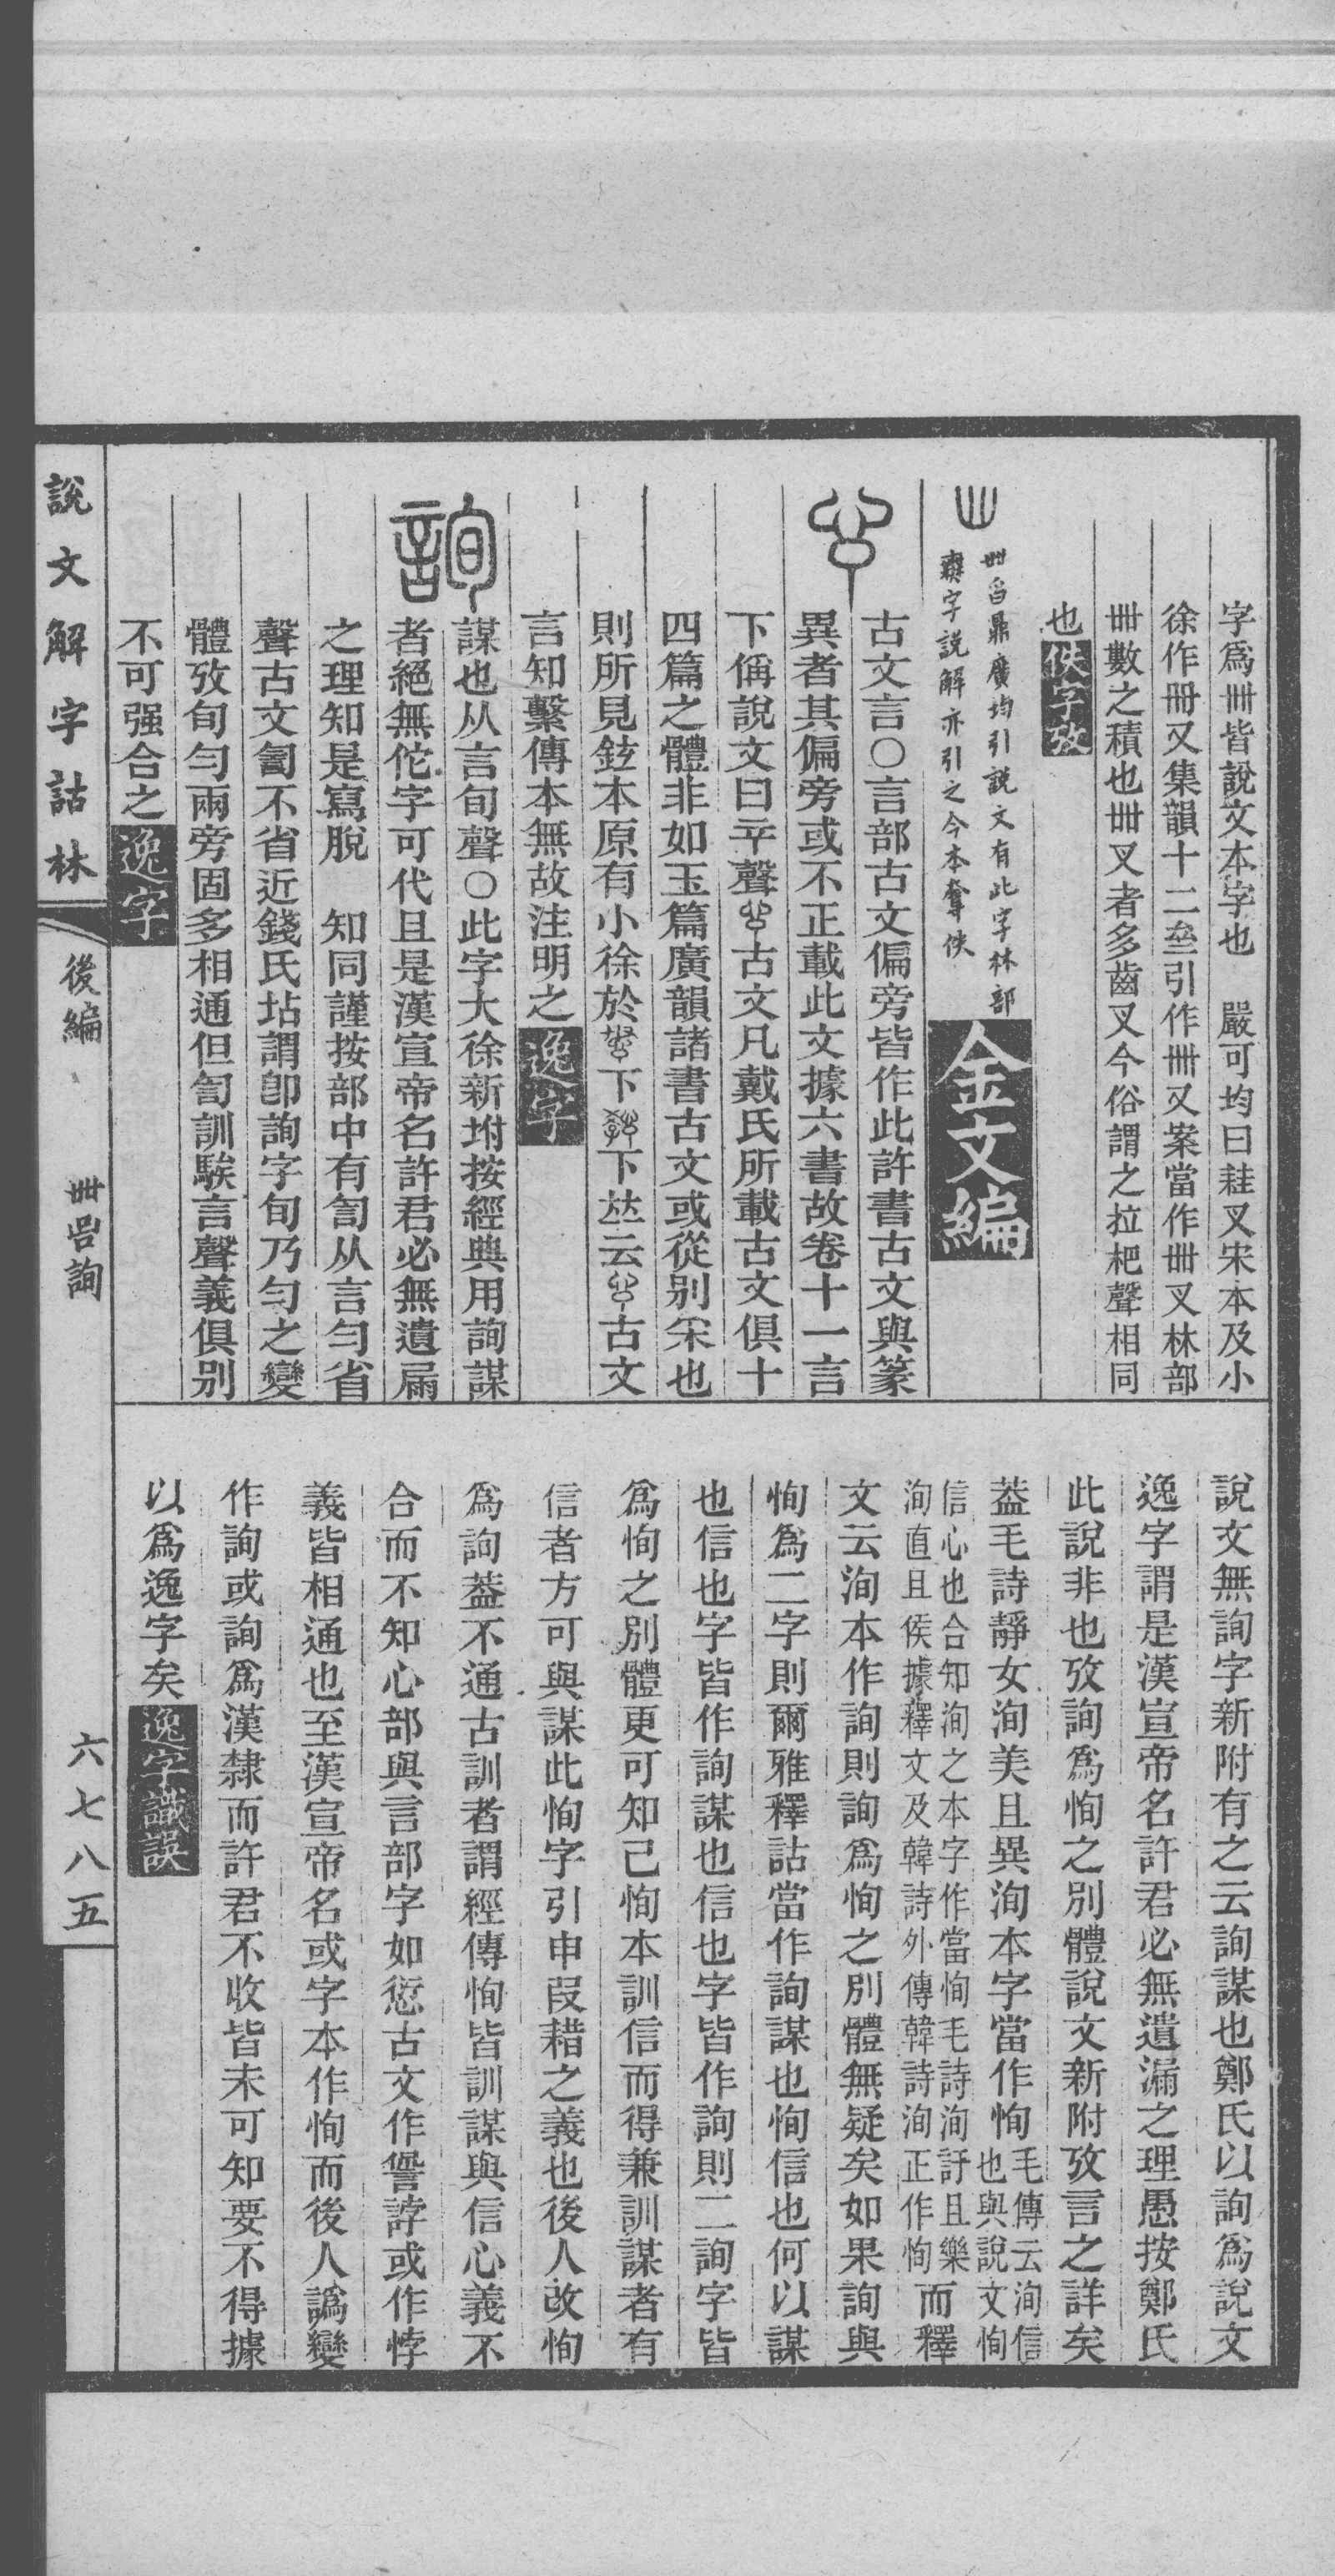 字爲卌皆說文本字也　嚴可均曰䎱叉宋本及小
徐作冊又集韻十二垒引作卌又案當作卌叉林部
卌數之積也卌叉者多齒叉今俗謂之拉杷聲相同
也佚字攷
卌舀鼎廣均引說文有此字林部
爽字說解亦引之今本奪佚
金文編
古文言○言部古文偏旁皆作此許書古文與篆
異者其偏旁或不正載此文據六書故卷十一言
下偁說文曰䇂聲古文凡戴氏所載古文俱十
四篇之體非如玉篇廣韻諸書古文或從别宷也
則所見鉉本原有小徐於下下竝云古文
言知繫傳本無故注明之逸字
詢
謀也从言旬聲○此字大徐新坿按經典用詢謀
者絕無佗字可代且是漢宣帝名許君必無遺屚
之理知是寫脫　知同謹按部中有訇从言勻省
聲古文訇不省近錢氏坫謂卽詢字旬乃勻之變
體攷旬勻兩旁固多相通但訇訓騃言聲義俱别
不可强合之逸字
說文無詢字新附有之云詢謀也鄭氏以詢爲說文
逸字謂是漢宣帝名許君必無遺漏之理愚按鄭氏
此說非也攷詢爲恂之別體說文新附攷言之詳矣
葢毛詩靜女洵美且異洵本字當作恂毛傳云洵信
也與說文恂
信心也合知洵之本字作當恂毛詩洵訏且樂
洵直且侯據釋文及韓詩外傳韓詩洵正作恂而釋
文云洵本作詢則詢爲恂之別體無疑矣如果詢與
恂爲二字則爾雅釋詁當作詢謀也恂信也何以謀
也信也字皆作詢謀也信也字皆作詢則二詢字皆
爲恂之別體更可知己恂本訓信而得兼訓謀者有
信者方可與謀此恂字引申叚耤之義也後人改恂
爲詢葢不通古訓者謂經傳恂皆訓謀與信心義不
合而不知心部與言部字如愆古文作諐誖或作悖
義皆相通也至漢宣帝名或字本作恂而後人譌變
作詢或詢爲漢隸而許君不收皆未可知要不得據
以爲逸字矣逸字識誤
說文解字詁林
後編
卌𠱫詢
六七八五